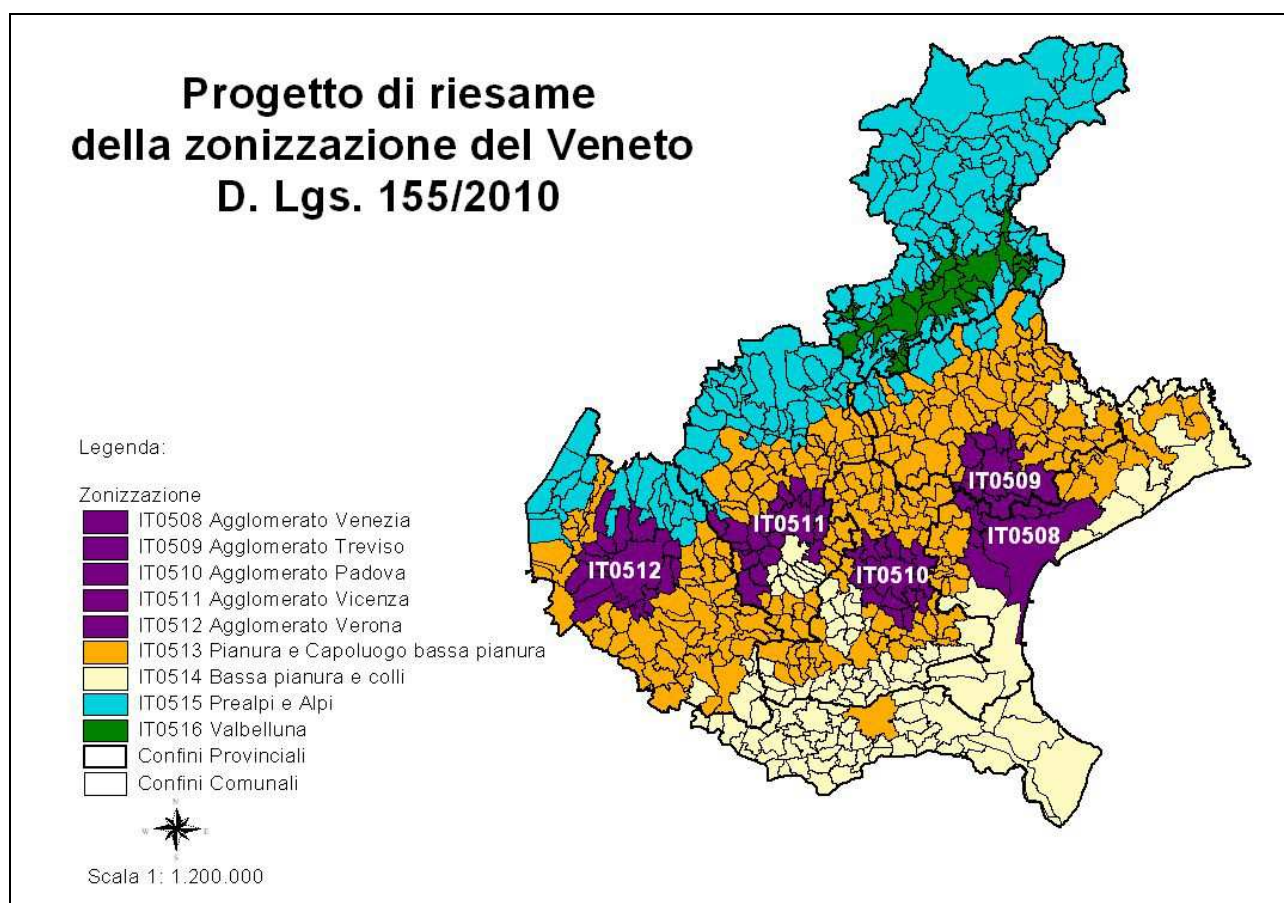 Progetto di riesame
della zonizzazione del Veneto
D. Lgs. 155/2010
Legenda:
Zonizzazione
IT0508 Agglomerato Venezia
IT0509 Agglomerato Treviso
IT0510 Agglomerato Padova
IT0511 Agglomerato Vicenza
IT0512 Agglomerato Verona
IT0513 Pianura e Capoluogo bassa pianura
IT0514 Bassa pianura e colli
IT0515 Prealpi e Alpi
IT0516 Valbelluna
Confini Provinciali
Confini Comunali
N
W E
S
Scala 1: 1.200.000
IT0509
IT0511
IT0508
IT0512
IT0510